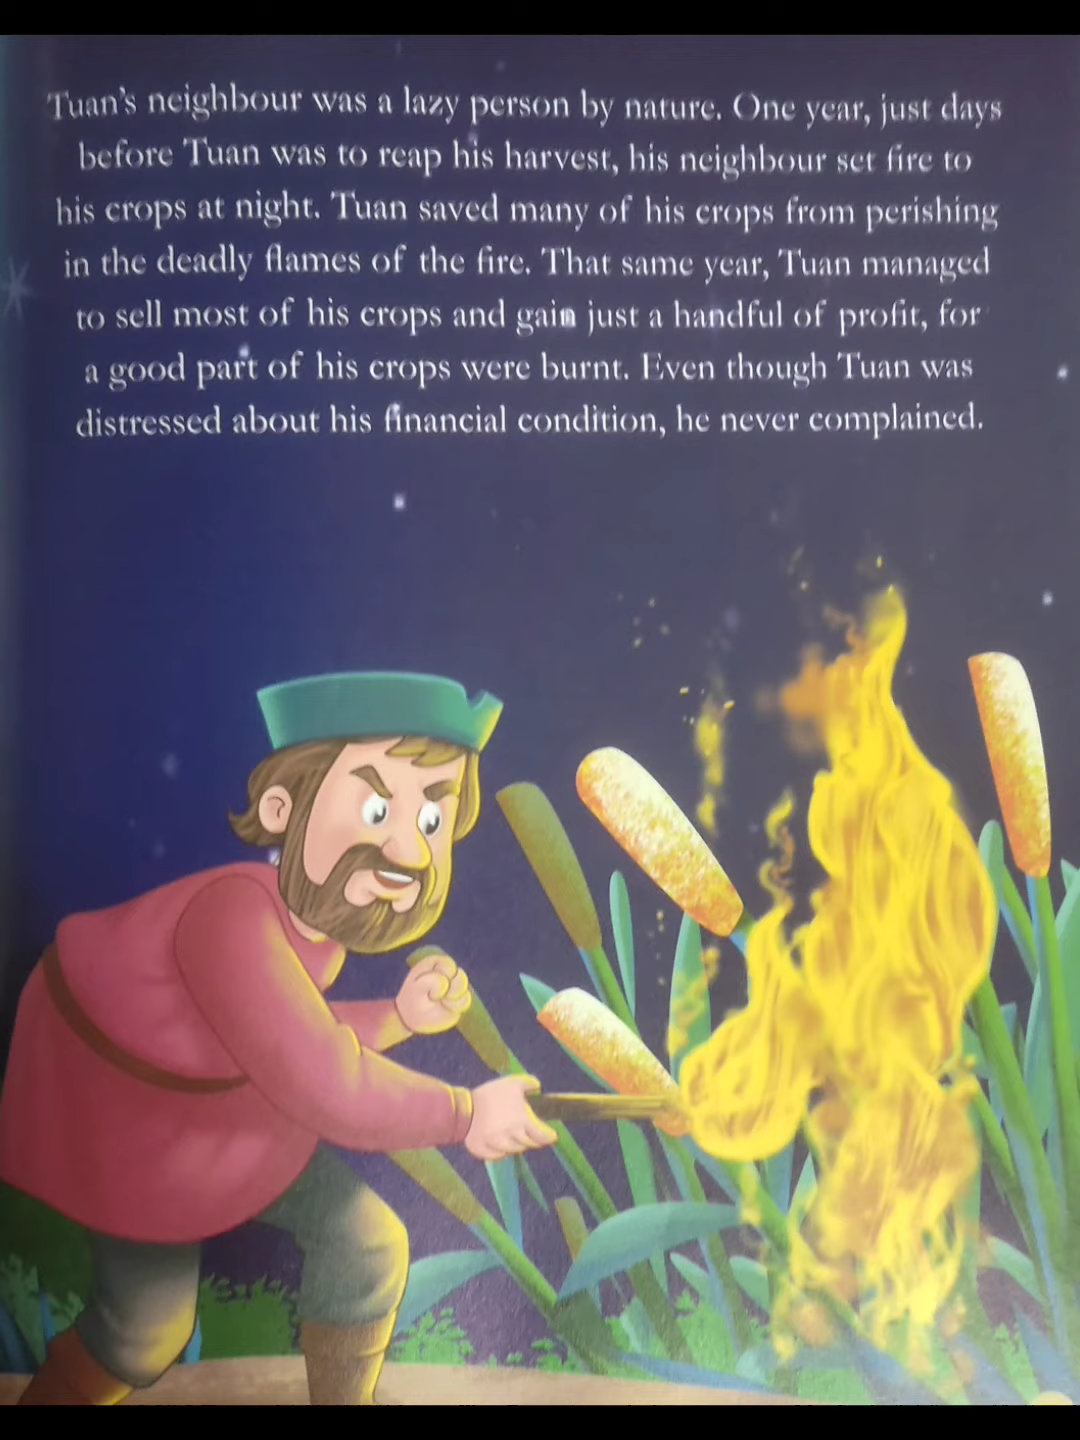 Tuan's neighbour was a lazy person by nature. One year, just days
before Tuan was to reap his harvest, his neighbour set fire to
his crops at night. Tuan saved many of his crops from perishing
in the deadly flames of the fire. That same year, Tuan managed
to sell most of his crops and gain just a handful of profit, for
a good part of his crops were burnt. Even though Tuan was
distressed about his financial condition, he never complained.